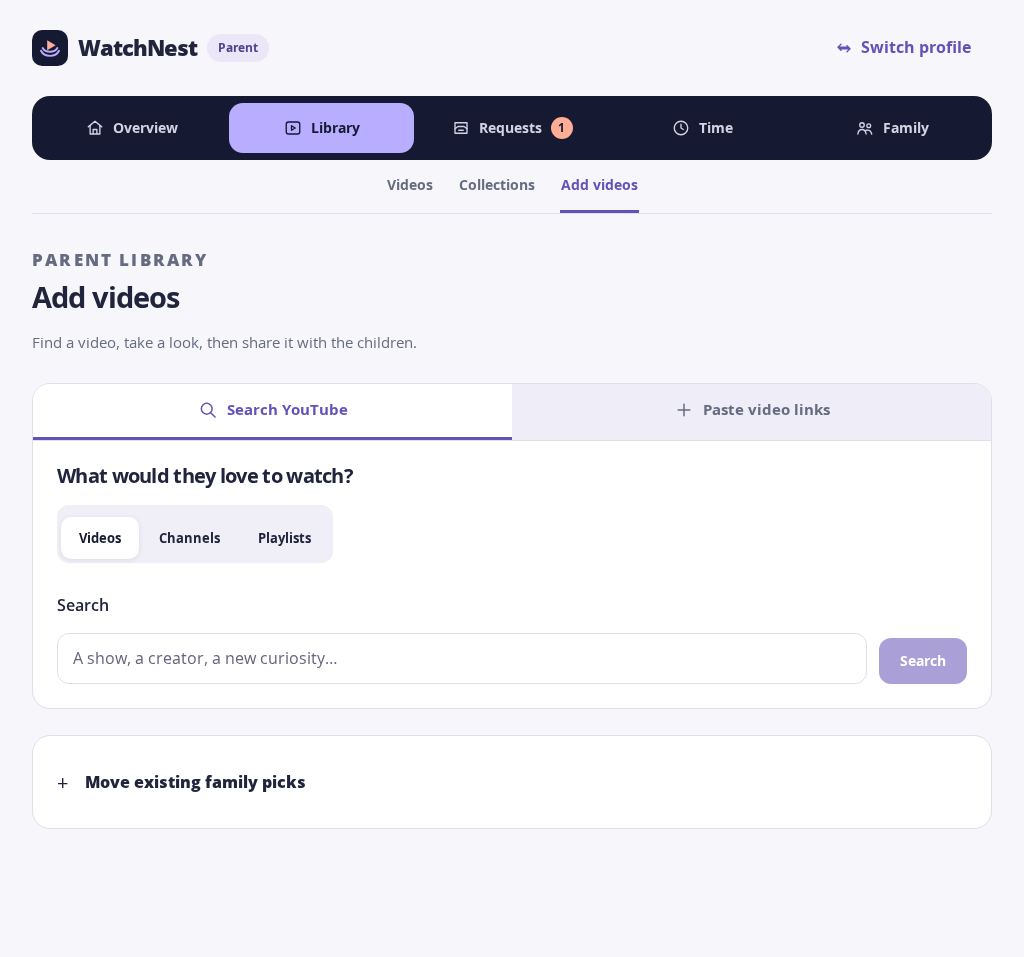 WatchNest Parent
Switch profile
Overview
Library
Requests 1
Time
Family
Videos
Collections
Add videos
PARENT LIBRARY
Add videos
Find a video, take a look, then share it with the children.
Search YouTube
Paste video links
What would they love to watch?
Videos
Channels
Playlists
Search
A show, a creator, a new curiosity…
Search
+ Move existing family picks